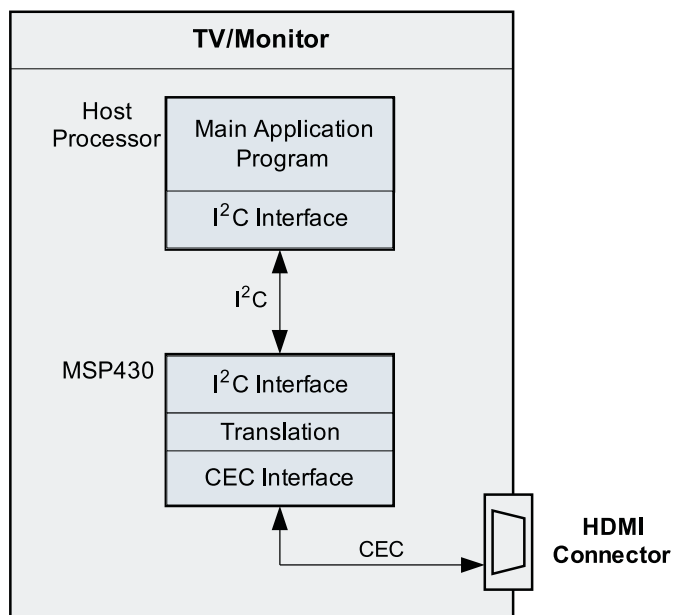 TV/Monitor
Host
Processor
Main Application
Program
I²C Interface
I²C
MSP430
I²C Interface
Translation
CEC Interface
CEC
HDMI
Connector